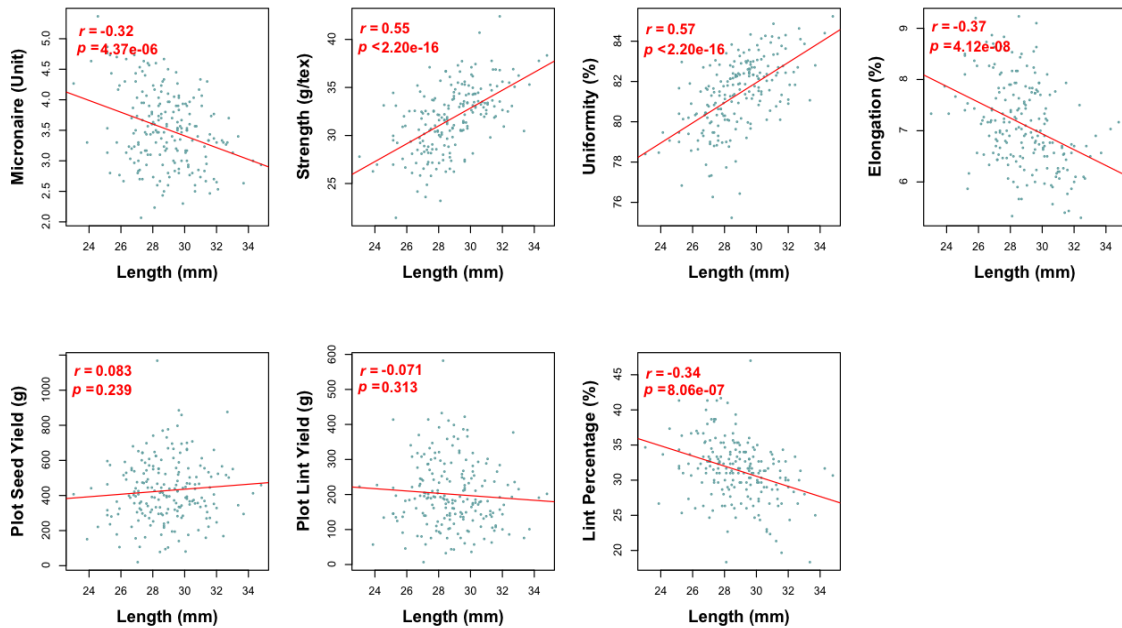 r = -0.32
p = 4.37e-06
Micronaire (Unit)
2.0 2.5 3.0 3.5 4.0 4.5 5.0
24 26 28 30 32 34
Length (mm)
r = 0.55
p < 2.20e-16
Strength (g/tex)
25 30 35 40
24 26 28 30 32 34
Length (mm)
r = 0.57
p < 2.20e-16
Uniformity (%)
76 78 80 82 84
24 26 28 30 32 34
Length (mm)
r = -0.37
p = 4.12e-08
Elongation (%)
6 7 8 9
24 26 28 30 32 34
Length (mm)
r = 0.083
p = 0.239
Plot Seed Yield (g)
0 200 400 600 800 1000
24 26 28 30 32 34
Length (mm)
r = -0.071
p = 0.313
Plot Lint Yield (g)
0 100 200 300 400 500 600
24 26 28 30 32 34
Length (mm)
r = -0.34
p = 8.06e-07
Lint Percentage (%)
20 25 30 35 40 45
24 26 28 30 32 34
Length (mm)